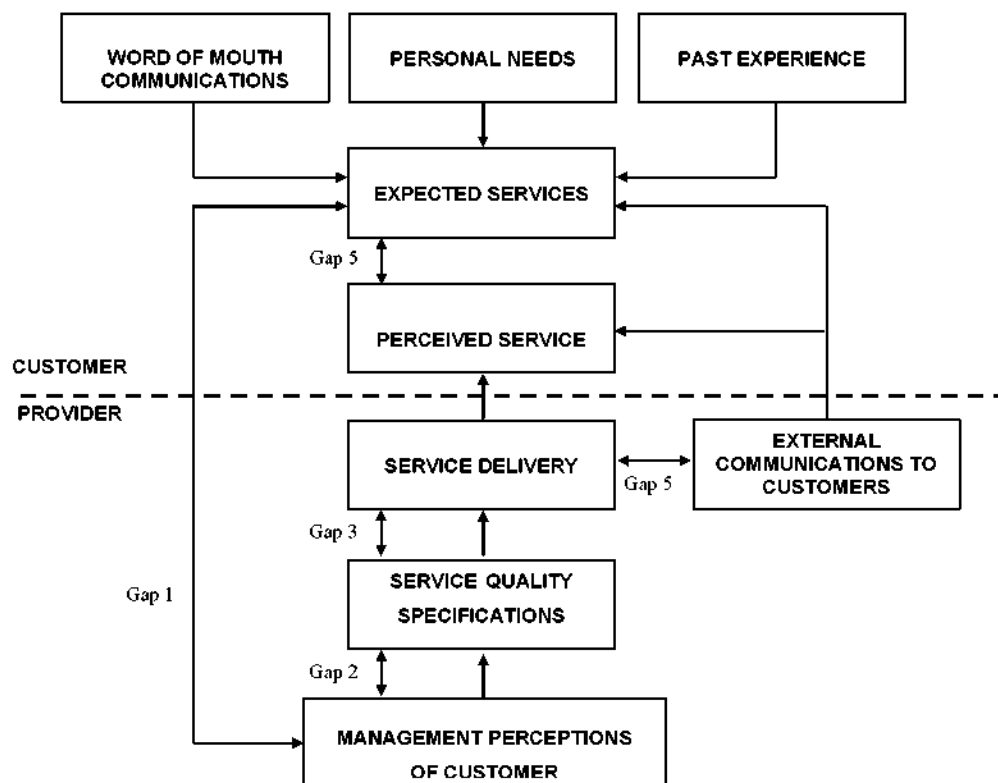 WORD OF MOUTH
COMMUNICATIONS
PERSONAL NEEDS
PAST EXPERIENCE
EXPECTED SERVICES
Gap 5
PERCEIVED SERVICE
CUSTOMER
PROVIDER
SERVICE DELIVERY
Gap 5
EXTERNAL
COMMUNICATIONS TO
CUSTOMERS
Gap 3
SERVICE QUALITY
SPECIFICATIONS
Gap 1
Gap 2
MANAGEMENT PERCEPTIONS
OF CUSTOMER